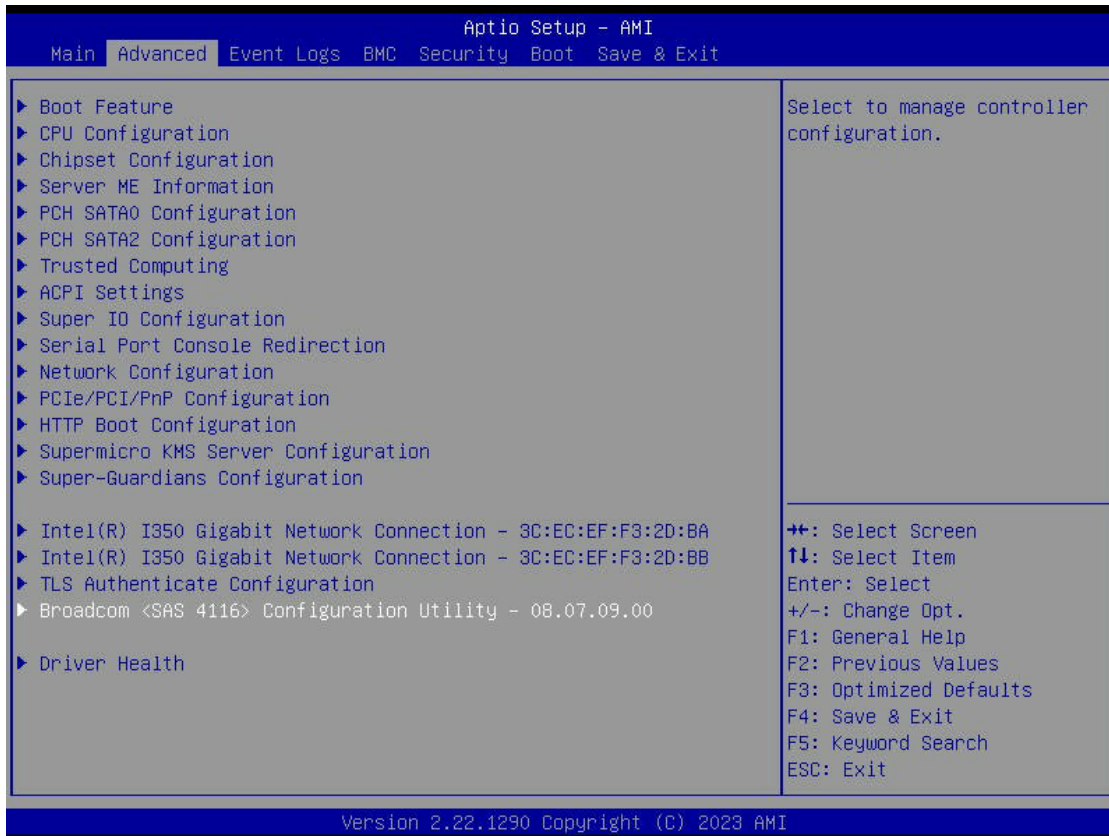 Aptio Setup – AMI
Main Advanced Event Logs BMC Security Boot Save & Exit
▶ Boot Feature
▶ CPU Configuration
▶ Chipset Configuration
▶ Server ME Information
▶ PCH SATA0 Configuration
▶ PCH SATA2 Configuration
▶ Trusted Computing
▶ ACPI Settings
▶ Super IO Configuration
▶ Serial Port Console Redirection
▶ Network Configuration
▶ PCIe/PCI/PnP Configuration
▶ HTTP Boot Configuration
▶ Supermicro KMS Server Configuration
▶ Super-Guardians Configuration
▶ Intel(R) I350 Gigabit Network Connection – 3C:EC:EF:F3:2D:BA
▶ Intel(R) I350 Gigabit Network Connection – 3C:EC:EF:F3:2D:BB
▶ TLS Authenticate Configuration
▶ Broadcom <SAS 4116> Configuration Utility – 08.07.09.00
▶ Driver Health
Select to manage controller
configuration.
→←: Select Screen
↑↓: Select Item
Enter: Select
+/-: Change Opt.
F1: General Help
F2: Previous Values
F3: Optimized Defaults
F4: Save & Exit
F5: Keyword Search
ESC: Exit
Version 2.22.1290 Copyright (C) 2023 AMI